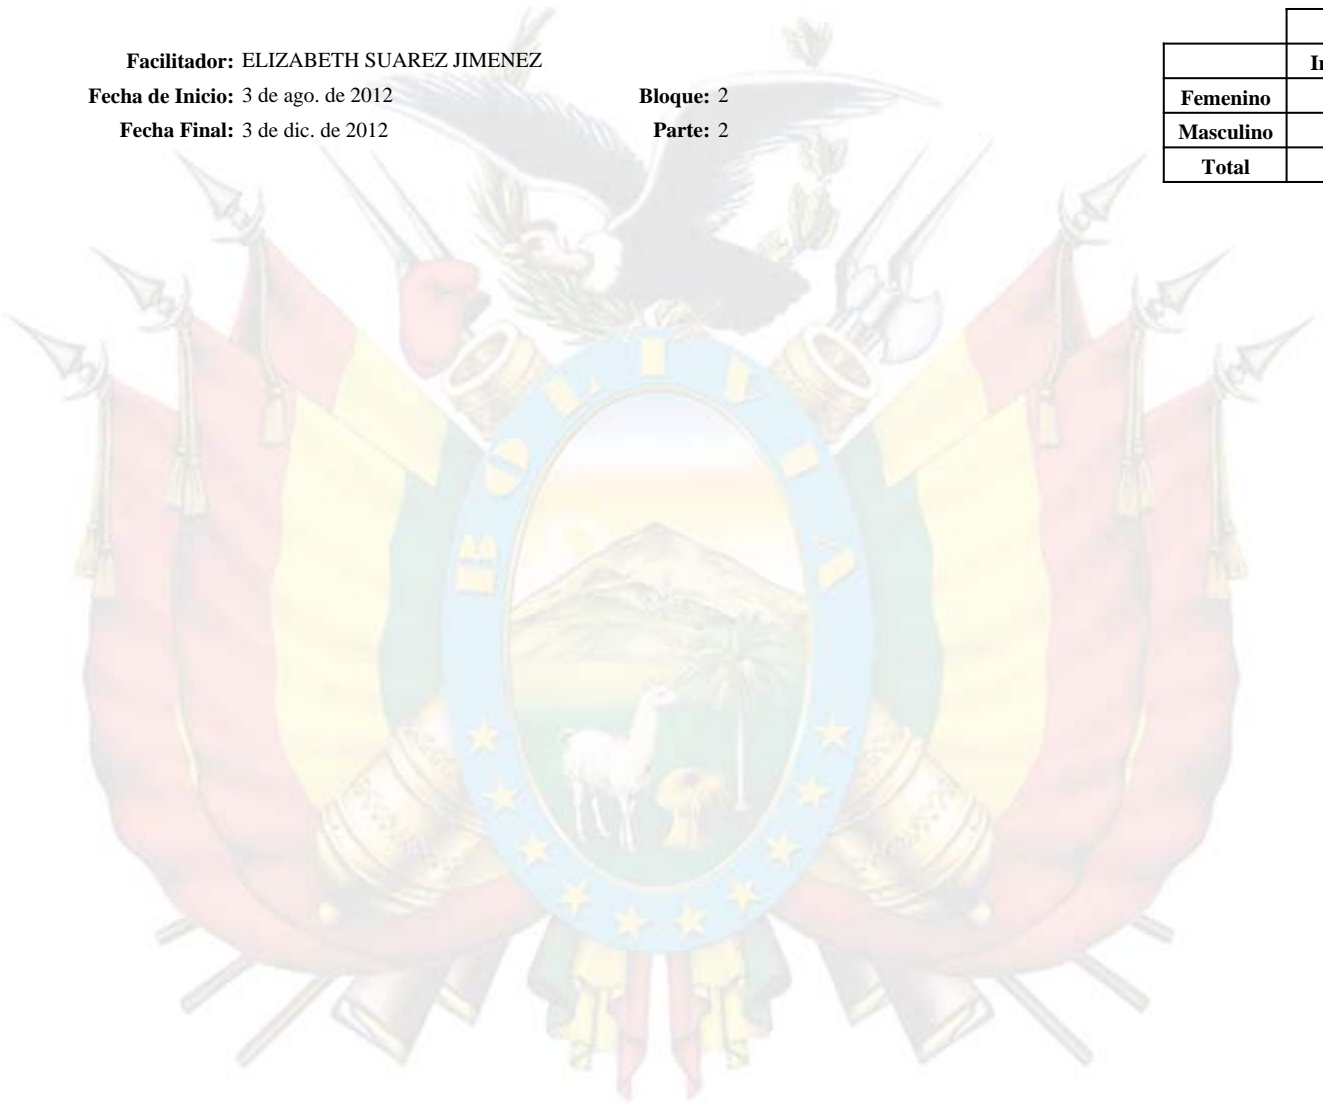 Facilitador: ELIZABETH SUAREZ JIMENEZ
Fecha de Inicio: 3 de ago. de 2012 Bloque: 2
Fecha Final: 3 de dic. de 2012 Parte: 2
Femenino
Masculino
Total
BOLIVIA